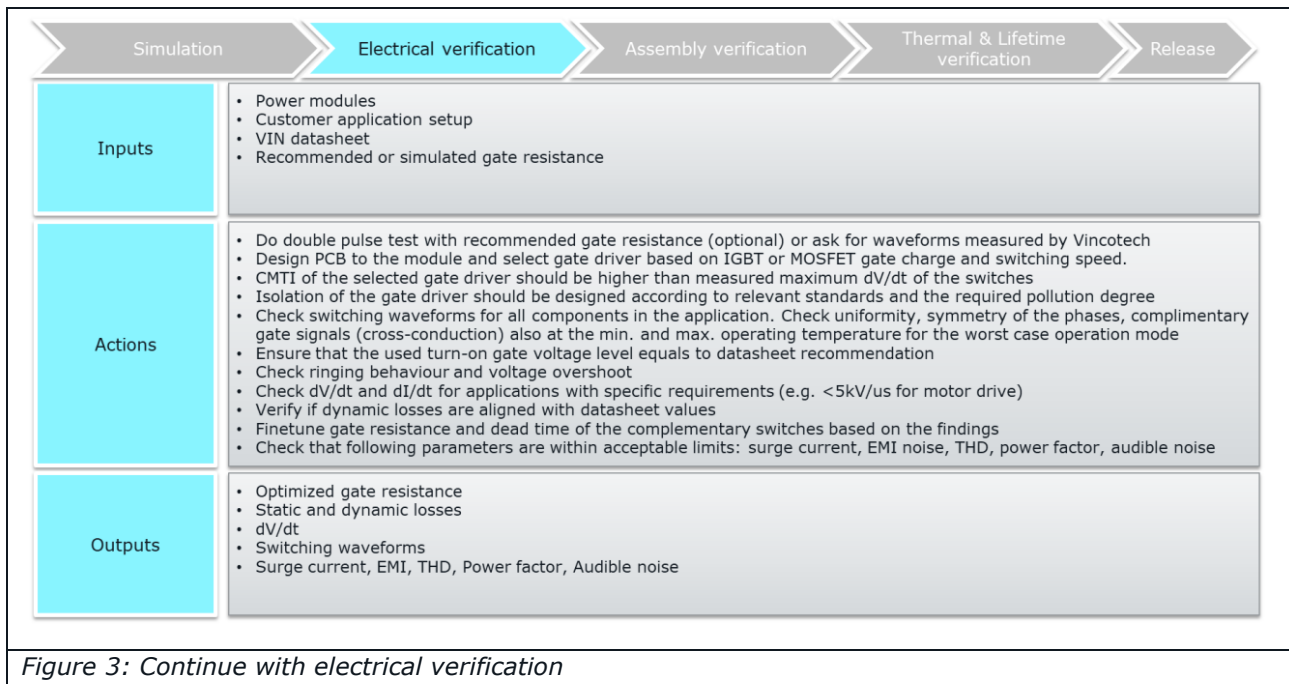 Simulation
Electrical verification
Assembly verification
Thermal & Lifetime
verification
Release
Inputs
• Power modules
• Customer application setup
• VIN datasheet
• Recommended or simulated gate resistance
Actions
• Do double pulse test with recommended gate resistance (optional) or ask for waveforms measured by Vincotech
• Design PCB to the module and select gate driver based on IGBT or MOSFET gate charge and switching speed.
• CMTI of the selected gate driver should be higher than measured maximum dV/dt of the switches
• Isolation of the gate driver should be designed according to relevant standards and the required pollution degree
• Check switching waveforms for all components in the application. Check uniformity, symmetry of the phases, complimentary
gate signals (cross-conduction) also at the min. and max. operating temperature for the worst case operation mode
• Ensure that the used turn-on gate voltage level equals to datasheet recommendation
• Check ringing behaviour and voltage overshoot
• Check dV/dt and dI/dt for applications with specific requirements (e.g. <5kV/us for motor drive)
• Verify if dynamic losses are aligned with datasheet values
• Finetune gate resistance and dead time of the complementary switches based on the findings
• Check that following parameters are within acceptable limits: surge current, EMI noise, THD, power factor, audible noise
Outputs
• Optimized gate resistance
• Static and dynamic losses
• dV/dt
• Switching waveforms
• Surge current, EMI, THD, Power factor, Audible noise
Figure 3: Continue with electrical verification